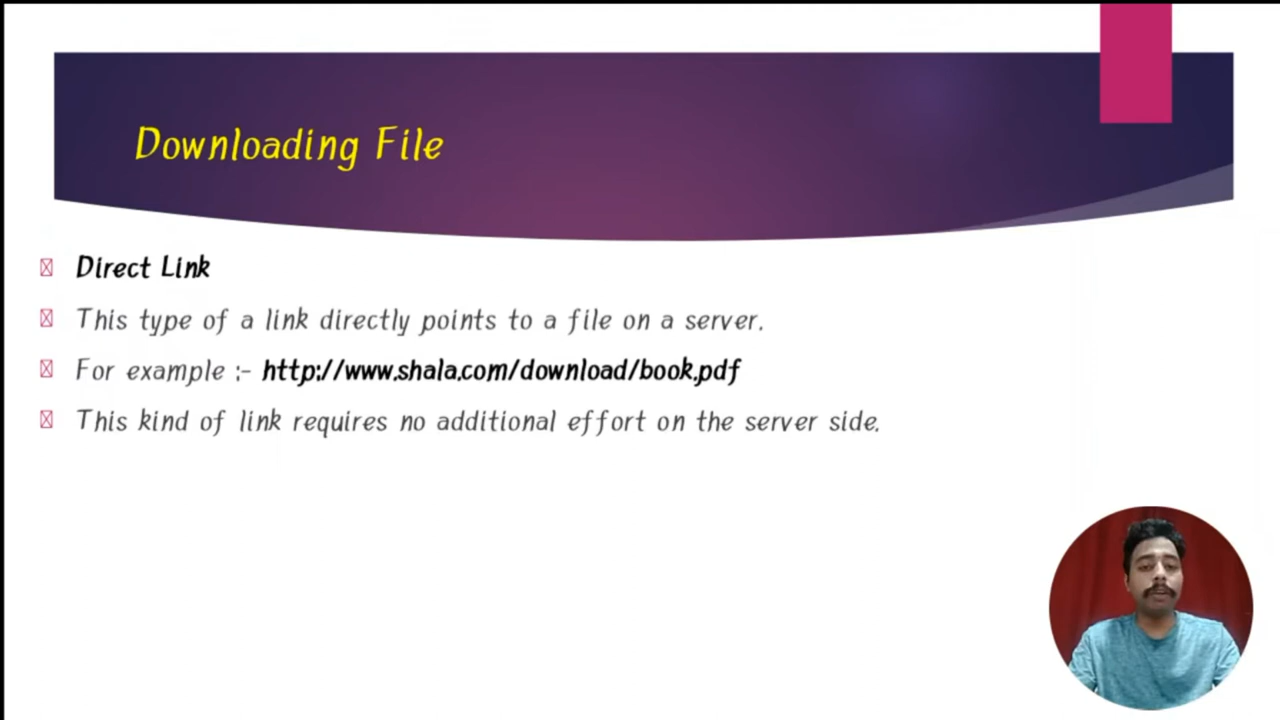 Downloading File
Direct Link
This type of a link directly points to a file on a server.
For example :- http://www.shala.com/download/book.pdf
This kind of link requires no additional effort on the server side.